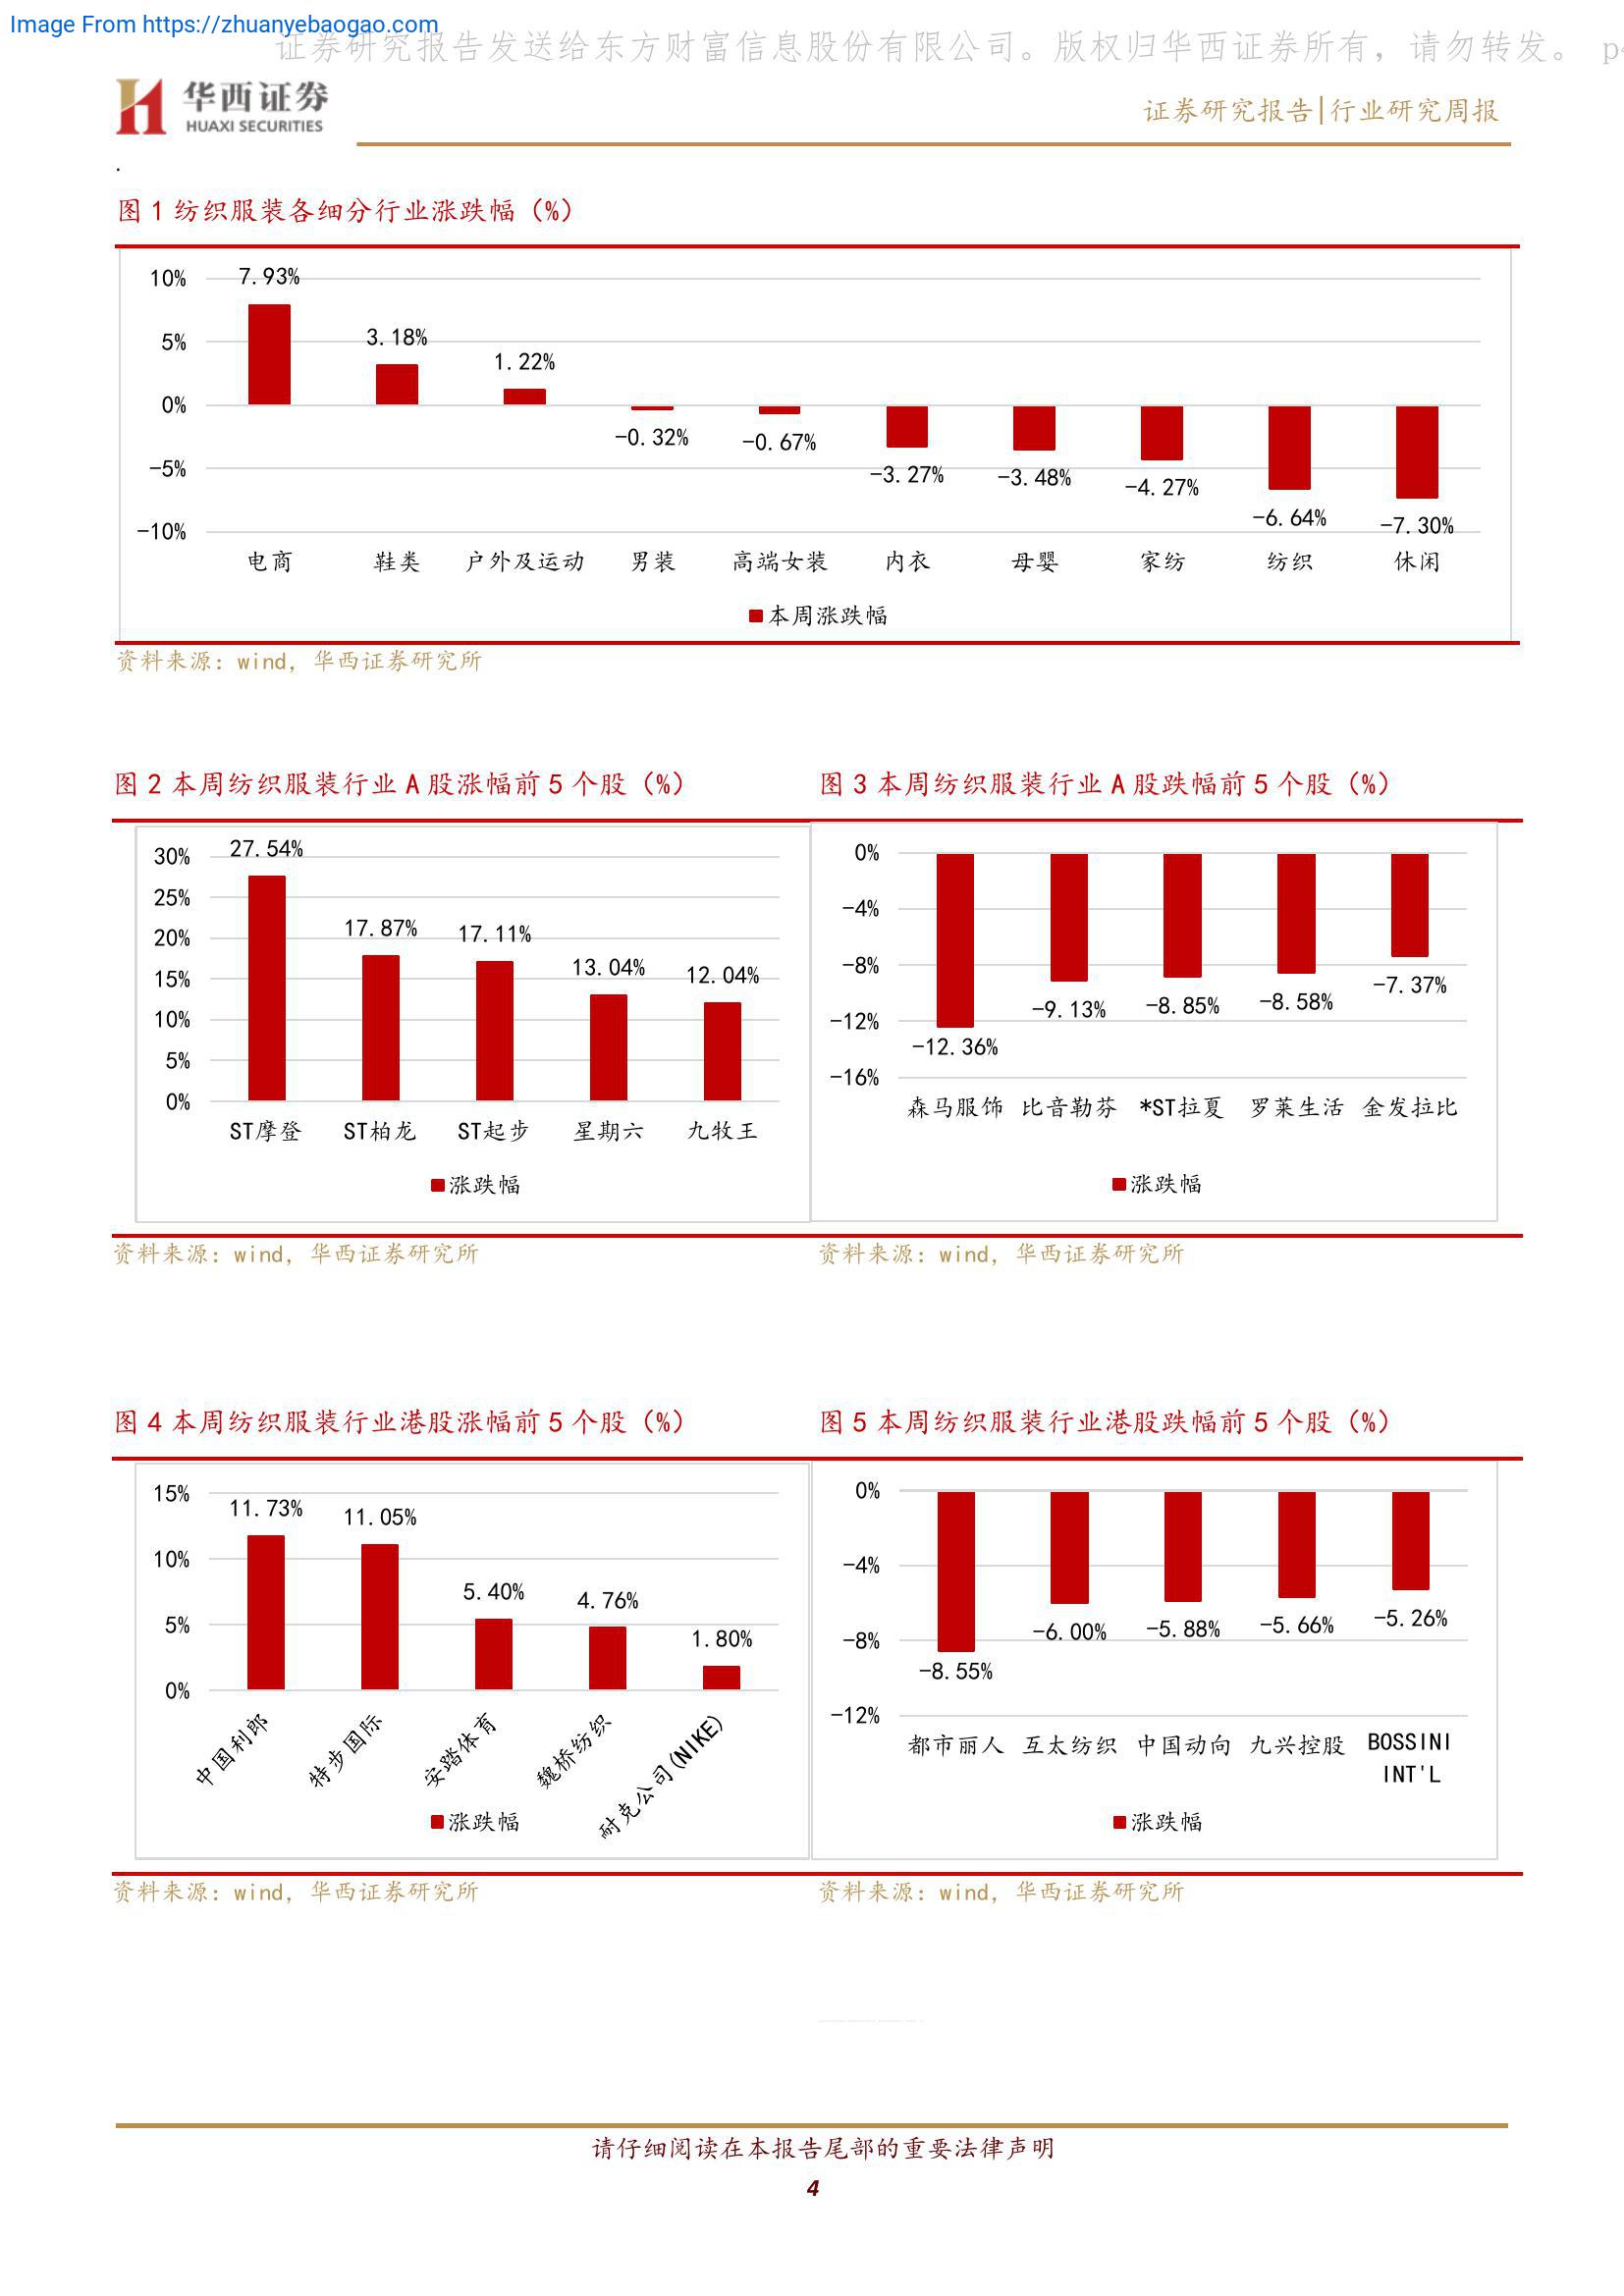 Image From https://zhuanyebaogao.com
证券研究报告发送给东方财富信息股份有限公司。版权归华西证券所有，请勿转发。 p
华西证券
HUAXI SECURITIES
证券研究报告|行业研究周报
.
图 1 纺织服装各细分行业涨跌幅（%）
10%
5%
0%
-5%
-10%
7.93%
3.18%
1.22%
-0.32%
-0.67%
-3.27%
-3.48%
-4.27%
-6.64%
-7.30%
电商 鞋类 户外及运动 男装 高端女装 内衣 母婴 家纺 纺织 休闲
本周涨跌幅
资料来源：wind，华西证券研究所
图 2 本周纺织服装行业 A 股涨幅前 5 个股（%）
30%
25%
20%
15%
10%
5%
0%
27.54%
17.87%
17.11%
13.04%
12.04%
ST摩登 ST柏龙 ST起步 星期六 九牧王
涨跌幅
资料来源：wind，华西证券研究所
图 3 本周纺织服装行业 A 股跌幅前 5 个股（%）
0%
-4%
-8%
-12%
-16%
-12.36%
-9.13%
-8.85%
-8.58%
-7.37%
森马服饰 比音勒芬 *ST拉夏 罗莱生活 金发拉比
涨跌幅
资料来源：wind，华西证券研究所
图 4 本周纺织服装行业港股涨幅前 5 个股（%）
15%
10%
5%
0%
11.73%
11.05%
5.40%
4.76%
1.80%
中国利郎
特步国际
安踏体育
魏桥纺织
耐克公司(NIKE)
涨跌幅
资料来源：wind，华西证券研究所
图 5 本周纺织服装行业港股跌幅前 5 个股（%）
0%
-4%
-8%
-12%
-8.55%
-6.00%
-5.88%
-5.66%
-5.26%
都市丽人 互太纺织 中国动向 九兴控股 BOSSINI
INT'L
涨跌幅
资料来源：wind，华西证券研究所
请仔细阅读在本报告尾部的重要法律声明
4